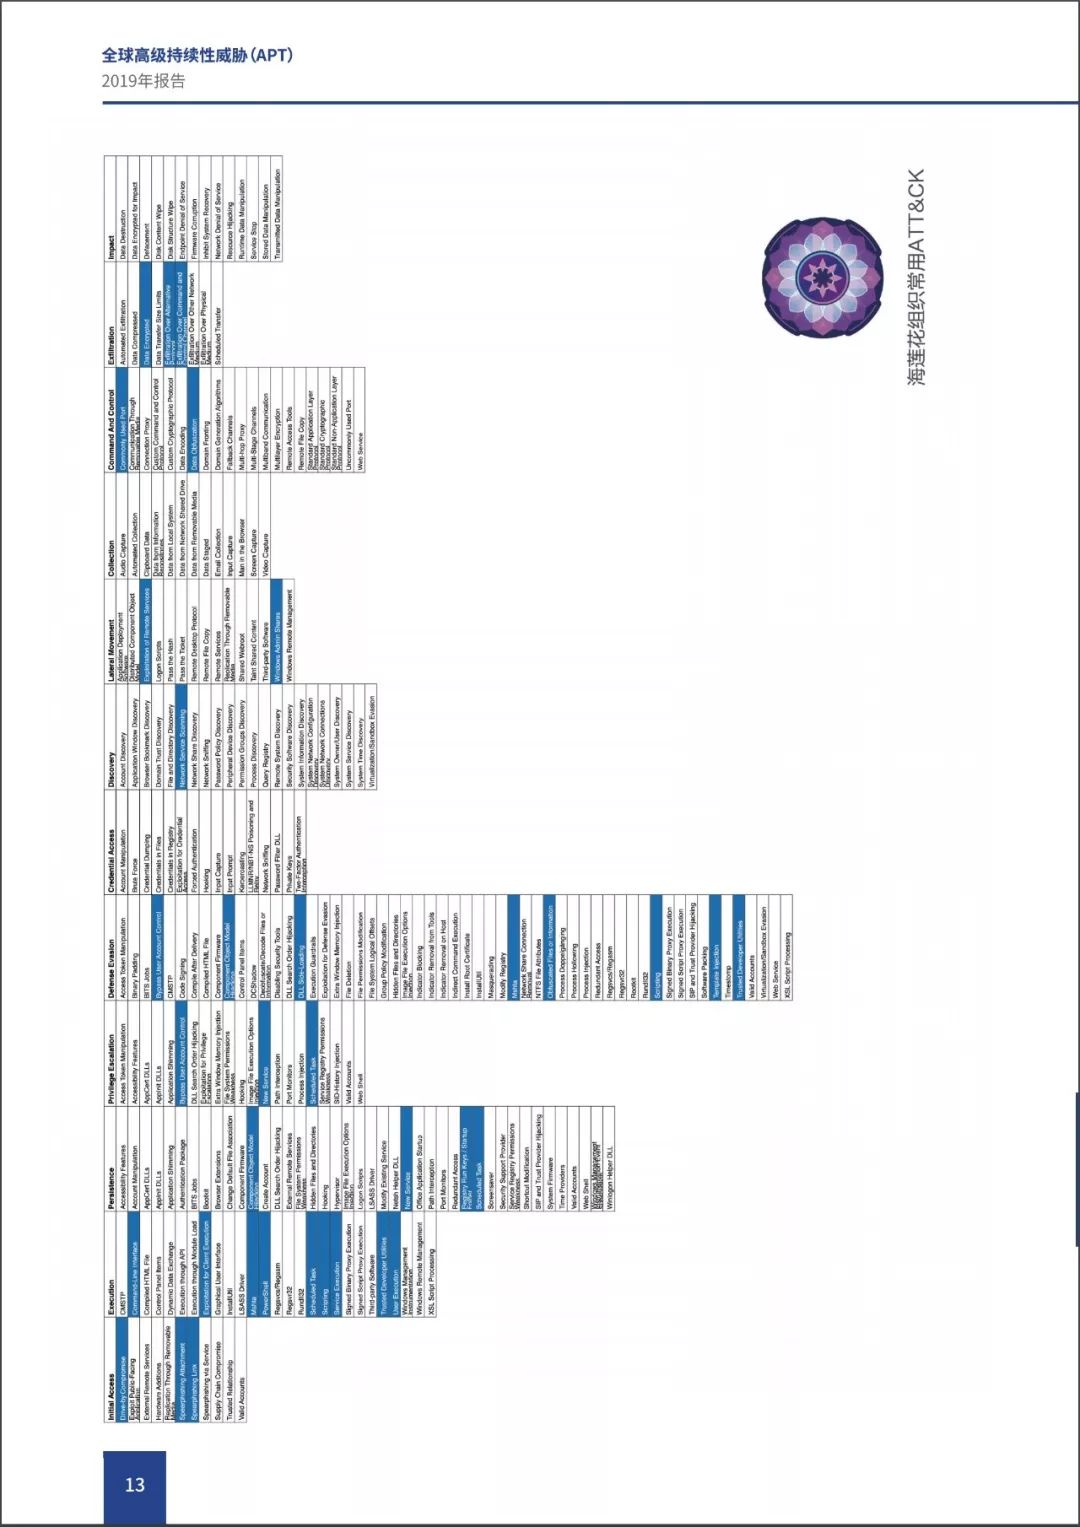 全球高级持续性威胁（APT）
2019年报告
海莲花组织常用ATT&CK
Initial Access
Drive-by Compromise
Exploit Public-Facing
Application
External Remote Services
Hardware Additions
Replication Through Removable
Media
Spearphishing Attachment
Spearphishing Link
Spearphishing via Service
Supply Chain Compromise
Trusted Relationship
Valid Accounts
Execution
CMSTP
Command-Line Interface
Compiled HTML File
Control Panel Items
Dynamic Data Exchange
Execution through API
Execution through Module Load
Exploitation for Client Execution
Graphical User Interface
InstallUtil
LSASS Driver
Mshta
PowerShell
Regsvcs/Regasm
Regsvr32
Rundll32
Scheduled Task
Scripting
Service Execution
Signed Binary Proxy Execution
Signed Script Proxy Execution
Third-party Software
Trusted Developer Utilities
User Execution
Windows Management
Instrumentation
Windows Remote Management
XSL Script Processing
Persistence
Accessibility Features
Account Manipulation
AppCert DLLs
AppInit DLLs
Application Shimming
Authentication Package
BITS Jobs
Bootkit
Browser Extensions
Change Default File Association
Component Firmware
Component Object Model
Create Account
DLL Search Order Hijacking
External Remote Services
File System Permissions
Weakness
Hidden Files and Directories
Hooking
Hypervisor
Image File Execution Options
Injection
Logon Scripts
LSASS Driver
Modify Existing Service
Netsh Helper DLL
New Service
Office Application Startup
Path Interception
Port Monitors
Redundant Access
Registry Run Keys / Startup
Folder
Scheduled Task
Screensaver
Security Support Provider
Service Registry Permissions
Weakness
Shortcut Modification
SIP and Trust Provider Hijacking
System Firmware
Time Providers
Valid Accounts
Web Shell
Winlogon Helper DLL
Privilege Escalation
Access Token Manipulation
Accessibility Features
AppCert DLLs
AppInit DLLs
Application Shimming
Bypass User Account Control
DLL Search Order Hijacking
Exploitation for Privilege
Escalation
Extra Window Memory Injection
File System Permissions
Weakness
Hooking
Image File Execution Options
Injection
New Service
Path Interception
Port Monitors
Process Injection
Scheduled Task
Service Registry Permissions
Weakness
SID-History Injection
Valid Accounts
Web Shell
Defense Evasion
Access Token Manipulation
Binary Padding
BITS Jobs
Bypass User Account Control
CMSTP
Code Signing
Compile After Delivery
Compiled HTML File
Component Firmware
Component Object Model
Hijacking
Control Panel Items
DCShadow
Deobfuscate/Decode Files or
Information
Disabling Security Tools
DLL Search Order Hijacking
DLL Side-Loading
Execution Guardrails
Exploitation for Defense Evasion
Extra Window Memory Injection
File Deletion
File Permissions Modification
File System Logical Offsets
Group Policy Modification
Hidden Files and Directories
Image File Execution Options
Injection
Indicator Blocking
Indicator Removal from Tools
Indicator Removal on Host
Indirect Command Execution
Install Root Certificate
InstallUtil
Masquerading
Modify Registry
Mshta
Network Share Connection
Removal
NTFS File Attributes
Obfuscated Files or Information
Process Doppelgänging
Process Hollowing
Process Injection
Redundant Access
Regsvcs/Regasm
Regsvr32
Rootkit
Rundll32
Scripting
Signed Binary Proxy Execution
Signed Script Proxy Execution
SIP and Trust Provider Hijacking
Software Packing
Template Injection
Timestomp
Trusted Developer Utilities
Valid Accounts
Virtualization/Sandbox Evasion
Web Service
XSL Script Processing
Credential Access
Account Manipulation
Brute Force
Credential Dumping
Credentials in Files
Credentials in Registry
Exploitation for Credential
Access
Forced Authentication
Hooking
Input Capture
Input Prompt
Kerberoasting
LLMNR/NBT-NS Poisoning and
Relay
Network Sniffing
Password Filter DLL
Private Keys
Two-Factor Authentication
Interception
Discovery
Account Discovery
Application Window Discovery
Browser Bookmark Discovery
Domain Trust Discovery
File and Directory Discovery
Network Service Scanning
Network Share Discovery
Network Sniffing
Password Policy Discovery
Peripheral Device Discovery
Permission Groups Discovery
Process Discovery
Query Registry
Remote System Discovery
Security Software Discovery
System Information Discovery
System Network Configuration
Discovery
System Network Connections
Discovery
System Owner/User Discovery
System Service Discovery
System Time Discovery
Virtualization/Sandbox Evasion
Lateral Movement
Application Deployment
Software
Distributed Component Object
Model
Exploitation of Remote Services
Logon Scripts
Pass the Hash
Pass the Ticket
Remote Desktop Protocol
Remote File Copy
Remote Services
Replication Through Removable
Media
Shared Webroot
Taint Shared Content
Third-party Software
Windows Admin Shares
Windows Remote Management
Collection
Audio Capture
Automated Collection
Clipboard Data
Data from Information
Repositories
Data from Local System
Data from Network Shared Drive
Data from Removable Media
Data Staged
Email Collection
Input Capture
Man in the Browser
Screen Capture
Video Capture
Command And Control
Commonly Used Port
Communication Through
Removable Media
Connection Proxy
Custom Command and Control
Protocol
Custom Cryptographic Protocol
Data Encoding
Data Obfuscation
Domain Fronting
Domain Generation Algorithms
Fallback Channels
Multi-hop Proxy
Multi-Stage Channels
Multiband Communication
Multilayer Encryption
Remote Access Tools
Remote File Copy
Standard Application Layer
Protocol
Standard Cryptographic
Protocol
Standard Non-Application Layer
Protocol
Uncommonly Used Port
Web Service
Exfiltration
Automated Exfiltration
Data Compressed
Data Encrypted
Data Transfer Size Limits
Exfiltration Over Alternative
Protocol
Exfiltration Over Command and
Exfiltration Over Other Network
Medium
Exfiltration Over Physical
Medium
Scheduled Transfer
Impact
Data Destruction
Data Encrypted for Impact
Defacement
Disk Content Wipe
Disk Structure Wipe
Endpoint Denial of Service
Firmware Corruption
Inhibit System Recovery
Network Denial of Service
Resource Hijacking
Runtime Data Manipulation
Service Stop
Stored Data Manipulation
Transmitted Data Manipulation
13